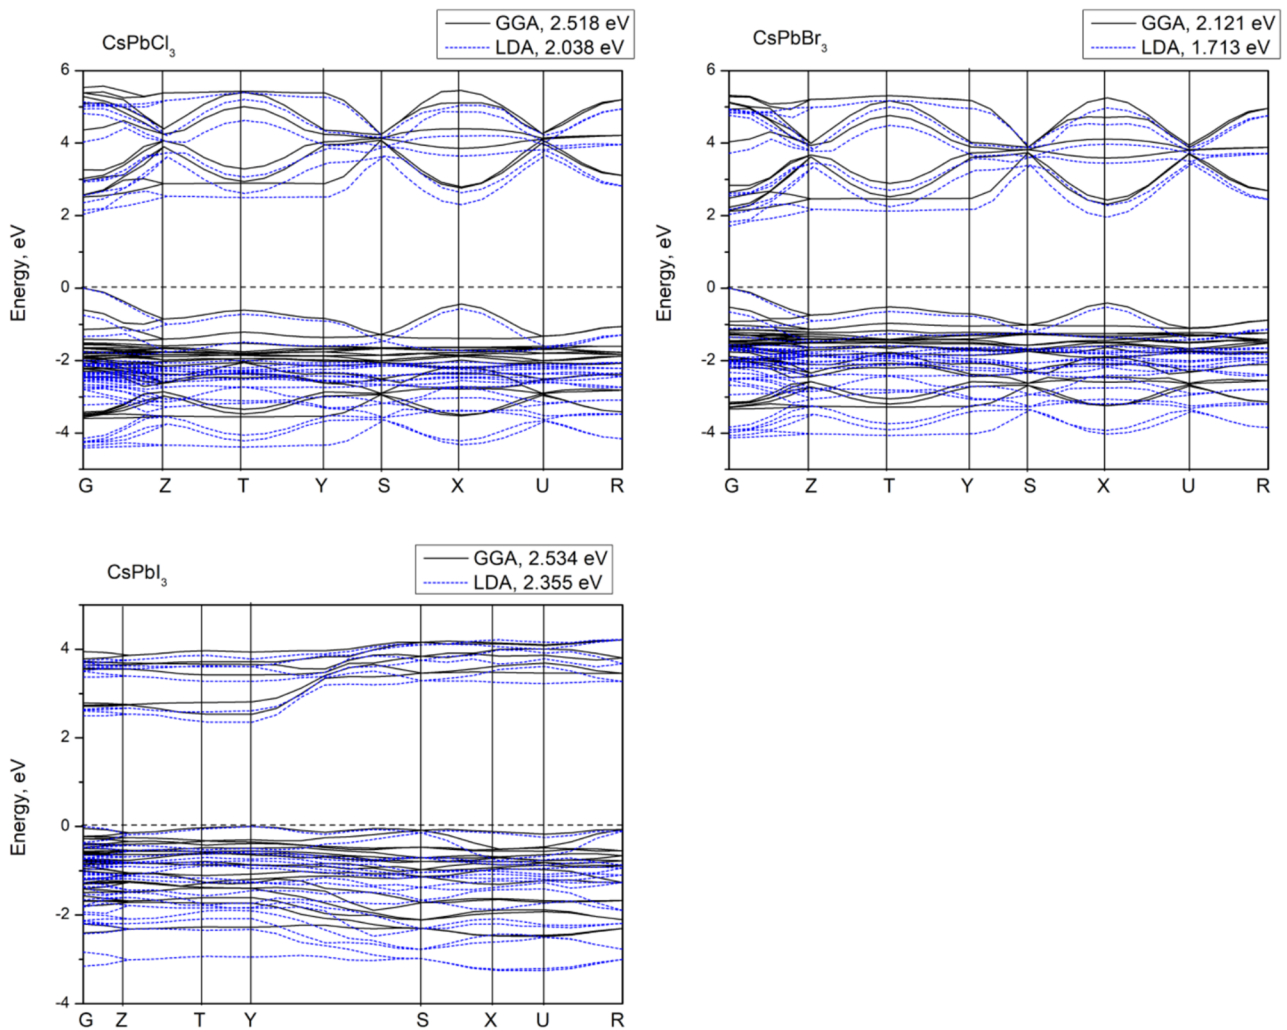 CsPbCl₃
GGA, 2.518 eV
LDA, 2.038 eV
Energy, eV
6
4
2
0
-2
-4
G Z T Y S X U R
CsPbBr₃
GGA, 2.121 eV
LDA, 1.713 eV
Energy, eV
6
4
2
0
-2
-4
G Z T Y S X U R
CsPbI₃
GGA, 2.534 eV
LDA, 2.355 eV
Energy, eV
4
2
0
-2
-4
G Z T Y S X U R